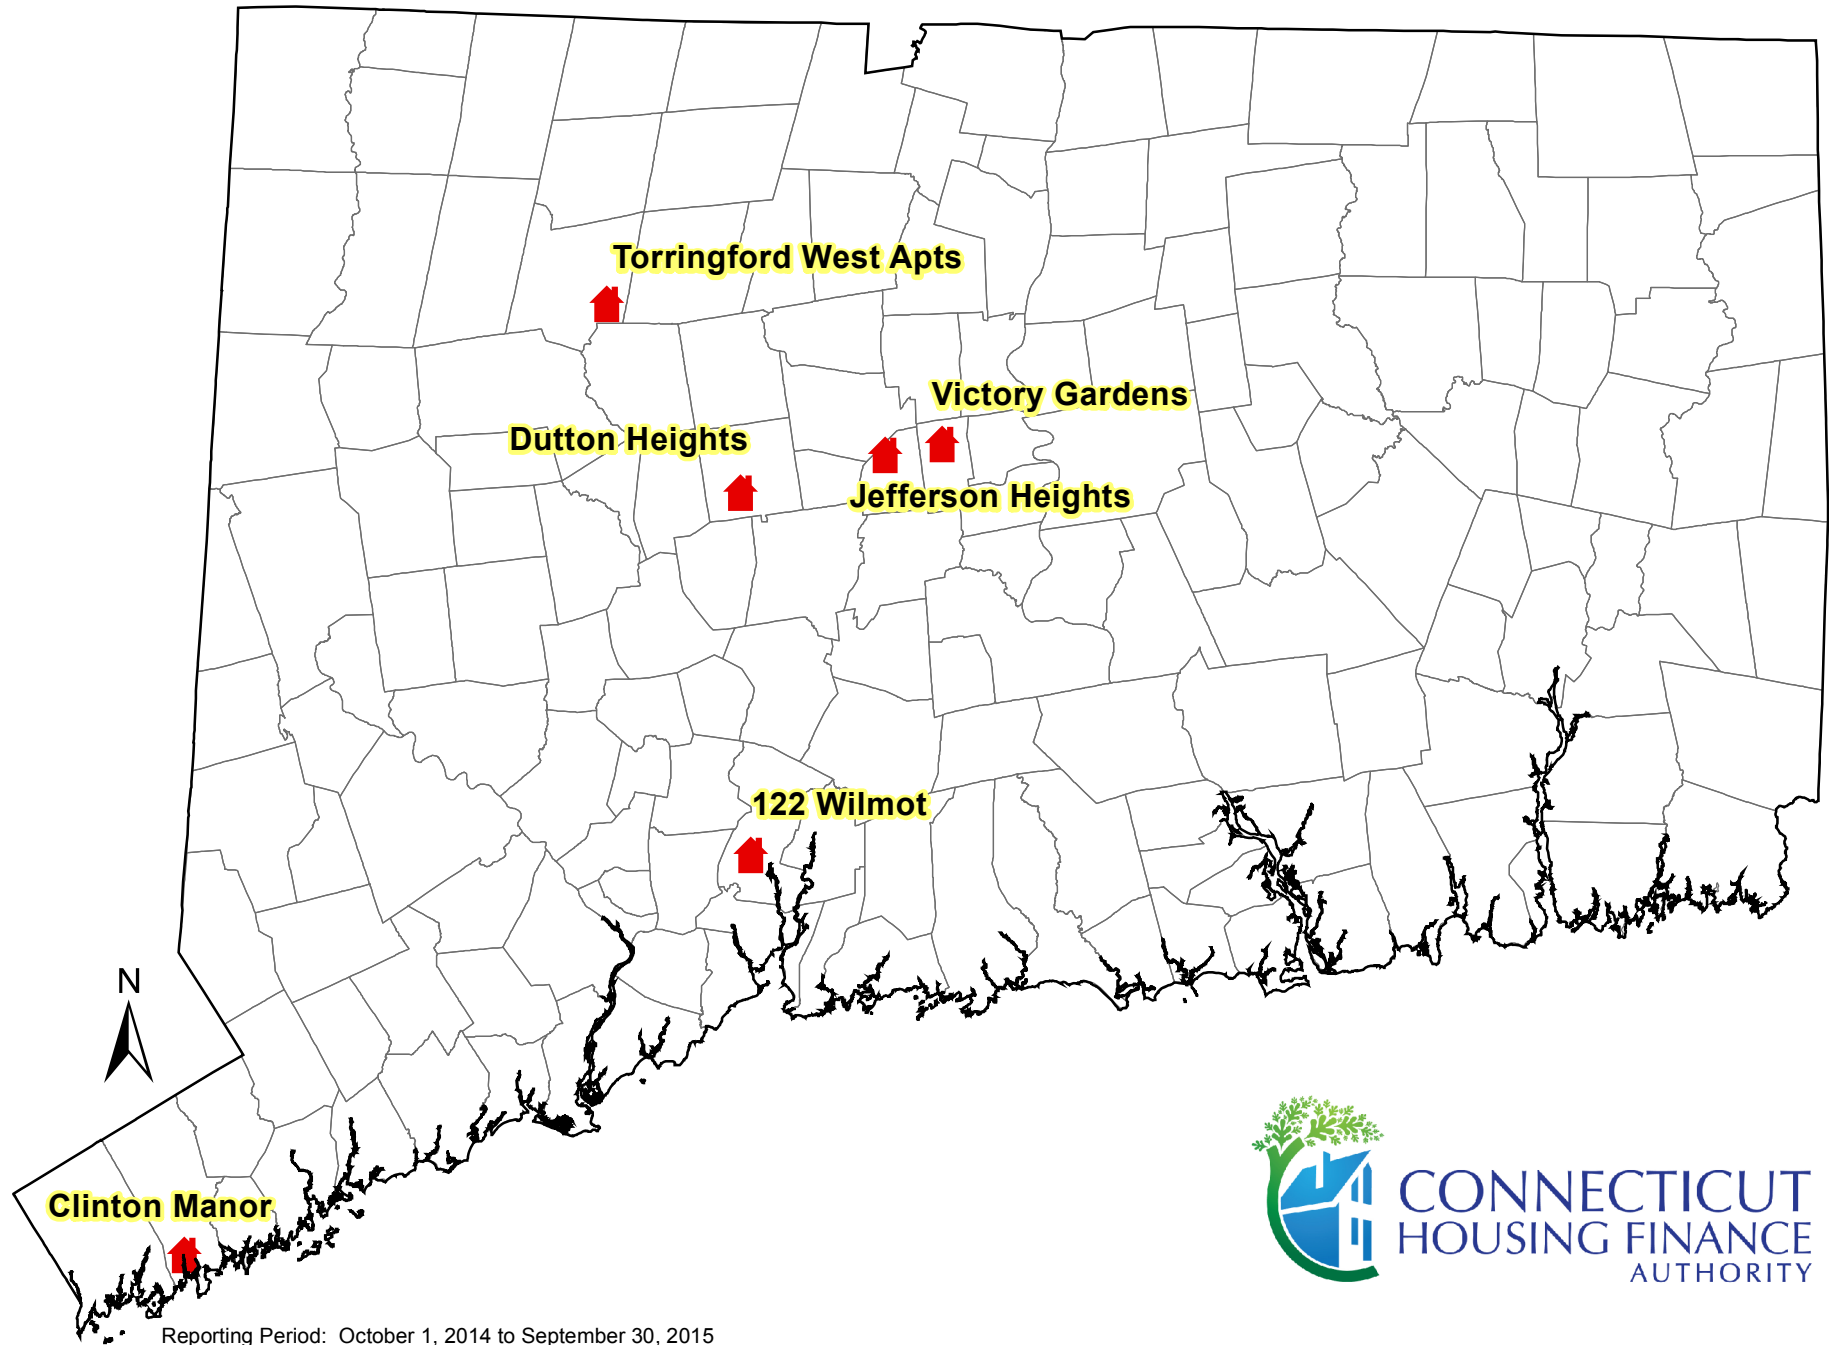 Torringford West Apts
Victory Gardens
Dutton Heights
Jefferson Heights
122 Wilmot
N
Clinton Manor
CONNECTICUT
HOUSING FINANCE
AUTHORITY
Reporting Period: October 1, 2014 to September 30, 2015